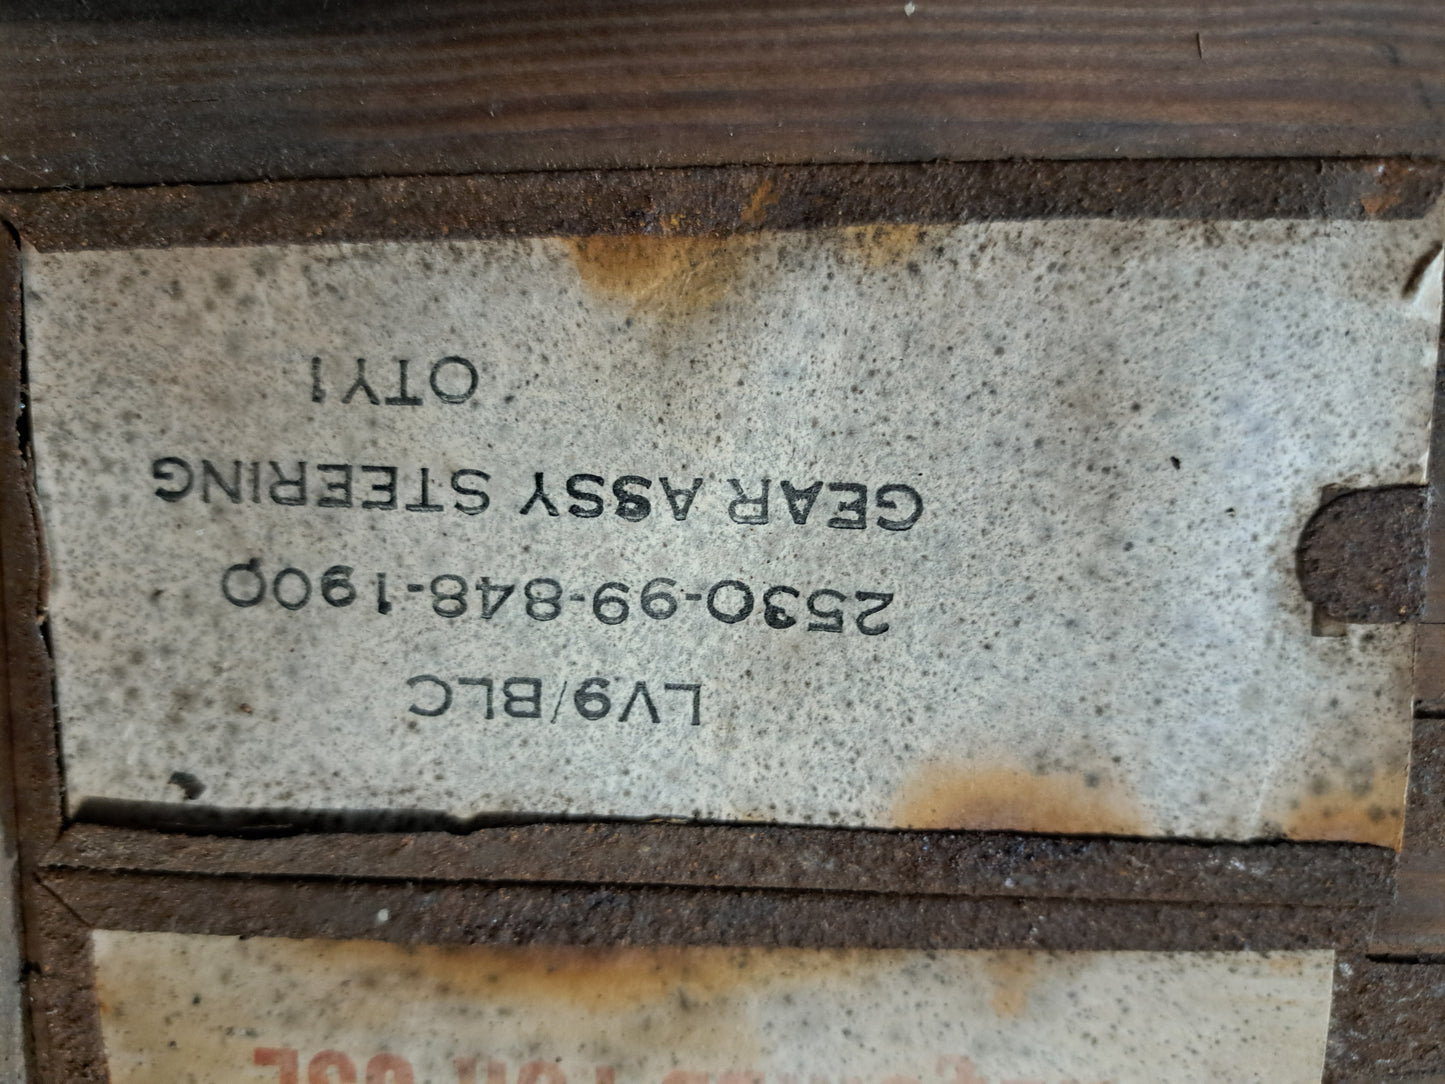 LV9/BLC
2530-99-848-1900
GEAR ASSY STEERING
QTY1